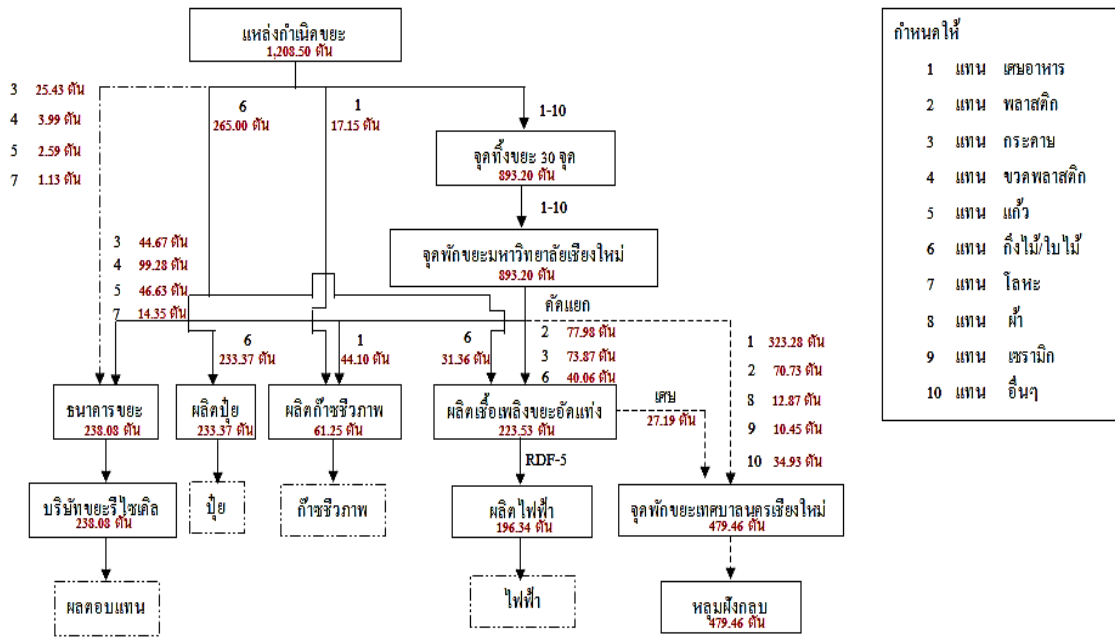 แหล่งกำเนิดขยะ
1,208.50 ตัน
3 25.43 ตัน
4 3.99 ตัน
5 2.59 ตัน
7 1.13 ตัน
6
265.00 ตัน
1
17.15 ตัน
1-10
จุดทิ้งขยะ 30 จุด
893.20 ตัน
1-10
จุดพักขยะมหาวิทยาลัยเชียงใหม่
893.20 ตัน
คัดแยก
3 44.67 ตัน
4 99.28 ตัน
5 46.63 ตัน
7 14.35 ตัน
6
233.37 ตัน
1
44.10 ตัน
6
31.36 ตัน
2 77.98 ตัน
3 73.87 ตัน
6 40.06 ตัน
1 323.28 ตัน
2 70.73 ตัน
8 12.87 ตัน
9 10.45 ตัน
10 34.93 ตัน
ธนาคารขยะ
238.08 ตัน
ผลิตปุ๋ย
233.37 ตัน
ผลิตก๊าซชีวภาพ
61.25 ตัน
ผลิตเชื้อเพลิงขยะอัดแท่ง
223.53 ตัน
เศษ
27.19 ตัน
RDF-5
บริษัทขยะรีไซเคิล
238.08 ตัน
ปุ๋ย
ก๊าซชีวภาพ
ผลิตไฟฟ้า
196.34 ตัน
จุดพักขยะเทศบาลนครเชียงใหม่
479.46 ตัน
ผลตอบแทน
ไฟฟ้า
หลุมฝังกลบ
479.46 ตัน
กำหนดให้
1 แทน เศษอาหาร
2 แทน พลาสติก
3 แทน กระดาษ
4 แทน ขวดพลาสติก
5 แทน แก้ว
6 แทน กิ่งไม้/ใบไม้
7 แทน โลหะ
8 แทน ผ้า
9 แทน เซรามิก
10 แทน อื่นๆ